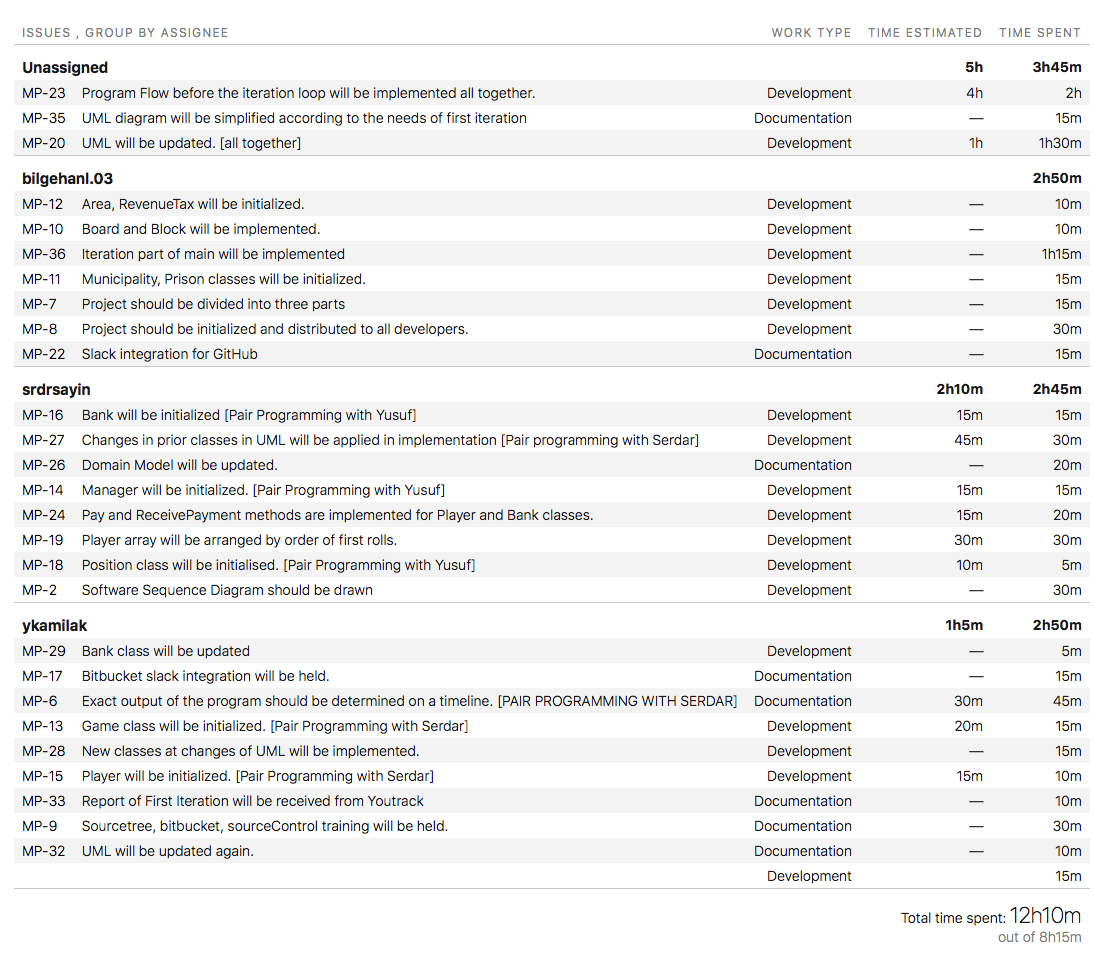 ISSUES , GROUP BY ASSIGNEE WORK TYPE TIME ESTIMATED TIME SPENT
Unassigned 5h 3h45m
MP-23 Program Flow before the iteration loop will be implemented all together. Development 4h 2h
MP-35 UML diagram will be simplified according to the needs of first iteration Documentation — 15m
MP-20 UML will be updated. [all together] Development 1h 1h30m
bilgehanl.03 2h50m
MP-12 Area, RevenueTax will be initialized. Development — 10m
MP-10 Board and Block will be implemented. Development — 10m
MP-36 Iteration part of main will be implemented Development — 1h15m
MP-11 Municipality, Prison classes will be initialized. Development — 15m
MP-7 Project should be divided into three parts Development — 15m
MP-8 Project should be initialized and distributed to all developers. Development — 30m
MP-22 Slack integration for GitHub Documentation — 15m
srdrsayin 2h10m 2h45m
MP-16 Bank will be initialized [Pair Programming with Yusuf] Development 15m 15m
MP-27 Changes in prior classes in UML will be applied in implementation [Pair programming with Serdar] Development 45m 30m
MP-26 Domain Model will be updated. Documentation — 20m
MP-14 Manager will be initialized. [Pair Programming with Yusuf] Development 15m 15m
MP-24 Pay and ReceivePayment methods are implemented for Player and Bank classes. Development 15m 20m
MP-19 Player array will be arranged by order of first rolls. Development 30m 30m
MP-18 Position class will be initialised. [Pair Programming with Yusuf] Development 10m 5m
MP-2 Software Sequence Diagram should be drawn Development — 30m
ykamilak 1h5m 2h50m
MP-29 Bank class will be updated Development — 5m
MP-17 Bitbucket slack integration will be held. Documentation — 15m
MP-6 Exact output of the program should be determined on a timeline. [PAIR PROGRAMMING WITH SERDAR] Documentation 30m 45m
MP-13 Game class will be initialized. [Pair Programming with Serdar] Development 20m 15m
MP-28 New classes at changes of UML will be implemented. Development — 15m
MP-15 Player will be initialized. [Pair Programming with Serdar] Development 15m 10m
MP-33 Report of First Iteration will be received from Youtrack Documentation — 10m
MP-9 Sourcetree, bitbucket, sourceControl training will be held. Documentation — 30m
MP-32 UML will be updated again. Documentation — 10m
Development 15m
Total time spent: 12h10m
out of 8h15m